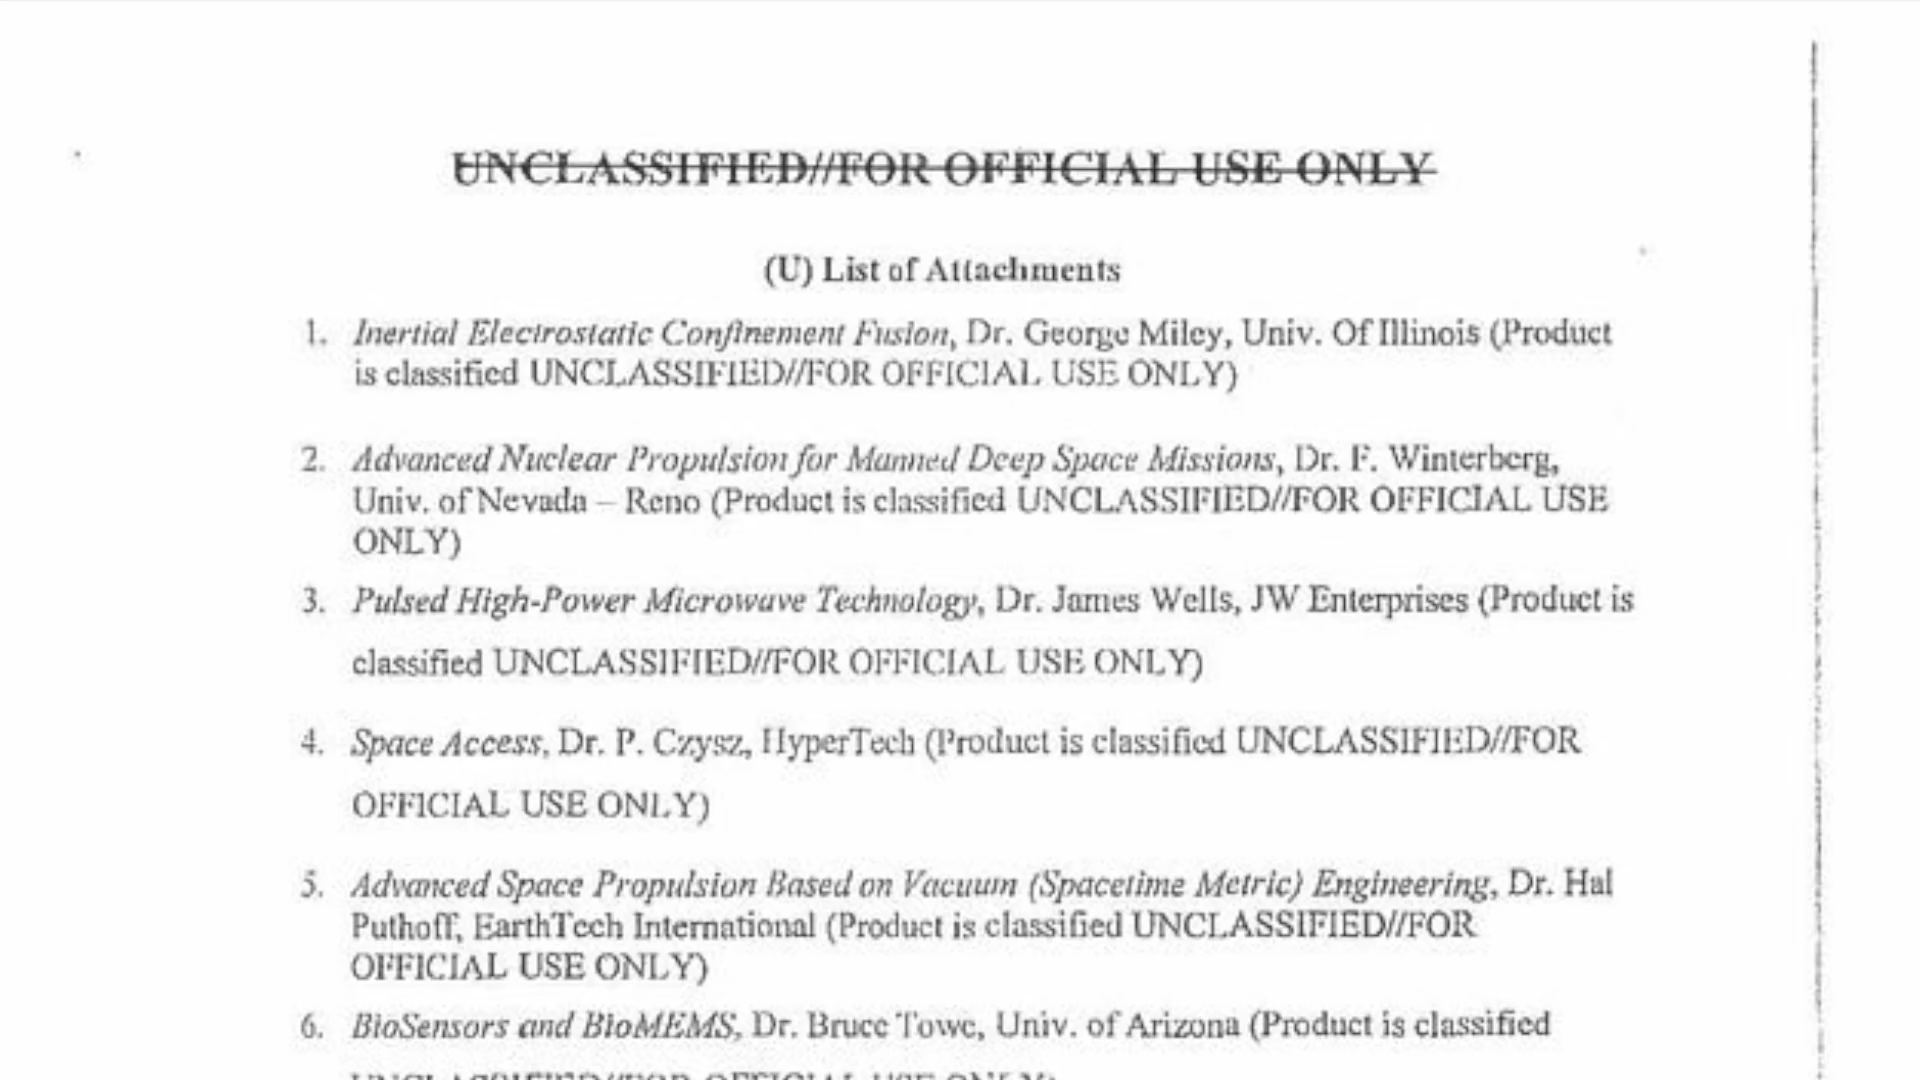 UNCLASSIFIED//FOR OFFICIAL USE ONLY
(U) List of Attachments
1. Inertial Electrostatic Confinement Fusion, Dr. George Miley, Univ. Of Illinois (Product
is classified UNCLASSIFIED//FOR OFFICIAL USE ONLY)
2. Advanced Nuclear Propulsion for Manned Deep Space Missions, Dr. F. Winterberg,
Univ. of Nevada – Reno (Product is classified UNCLASSIFIED//FOR OFFICIAL USE
ONLY)
3. Pulsed High-Power Microwave Technology, Dr. James Wells, JW Enterprises (Product is
classified UNCLASSIFIED//FOR OFFICIAL USE ONLY)
4. Space Access, Dr. P. Czysz, HyperTech (Product is classified UNCLASSIFIED//FOR
OFFICIAL USE ONLY)
5. Advanced Space Propulsion Based on Vacuum (Spacetime Metric) Engineering, Dr. Hal
Puthoff, EarthTech International (Product is classified UNCLASSIFIED//FOR
OFFICIAL USE ONLY)
6. BioSensors and BioMEMS, Dr. Bruce Towe, Univ. of Arizona (Product is classified
UNCLASSIFIED//FOR OFFICIAL USE ONLY)